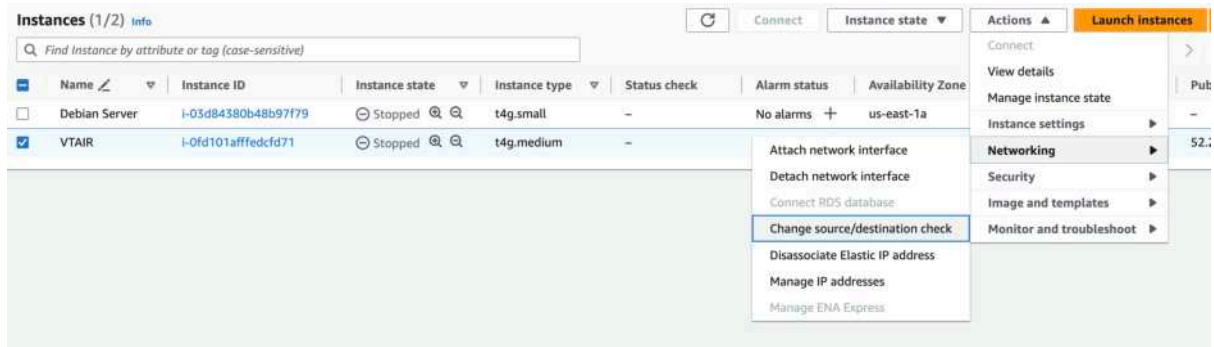 Instances (1/2) Info
Connect
Instance state
Actions
Launch instances
Find Instance by attribute or tag (case-sensitive)
Name
Instance ID
Instance state
Instance type
Status check
Alarm status
Availability Zone
Pub
Debian Server
i-03d84380b48b97f79
Stopped
t4g.small
–
No alarms
us-east-1a
–
VTAIR
i-0fd101afffedcfd71
Stopped
t4g.medium
–
52.2
Connect
View details
Manage instance state
Instance settings
Networking
Security
Image and templates
Monitor and troubleshoot
Attach network interface
Detach network interface
Connect RDS database
Change source/destination check
Disassociate Elastic IP address
Manage IP addresses
Manage ENA Express